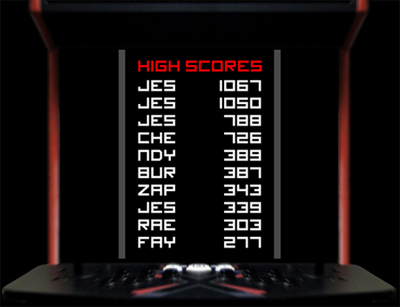 HIGH SCORES
JES 1067
JES 1050
JES 788
CHE 726
NDY 389
BUR 387
ZAP 343
JES 339
RAE 303
FAY 277